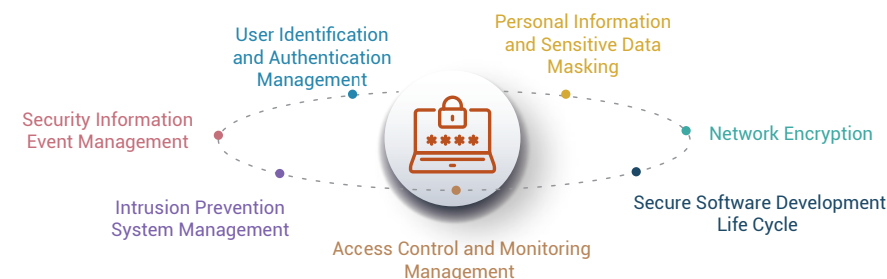 User Identification
and Authentication
Management
Personal Information
and Sensitive Data
Masking
Security Information
Event Management
****
Network Encryption
Intrusion Prevention
System Management
Secure Software Development
Life Cycle
Access Control and Monitoring
Management